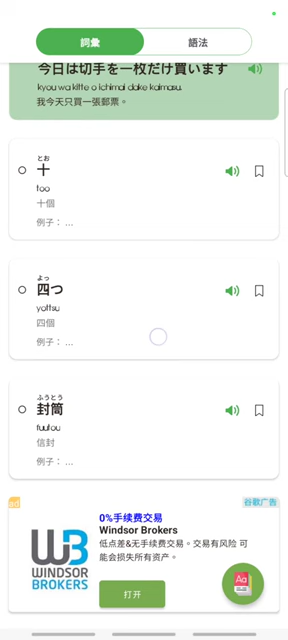 詞彙
語法
今日は切手を一枚だけ買います
kyou wa kitte o ichimai dake kaimasu.
我今天只買一張郵票。
とお
十
too
十個
例子： ...
よっ
四つ
yottsu
四個
例子： ...
ふうとう
封筒
fuutou
信封
例子： ...
ad
谷歌广告
0%手续费交易
Windsor Brokers
低点差&无手续费交易。交易有风险 可
能会损失所有资产。
WINDSOR
BROKERS
打开
Aa